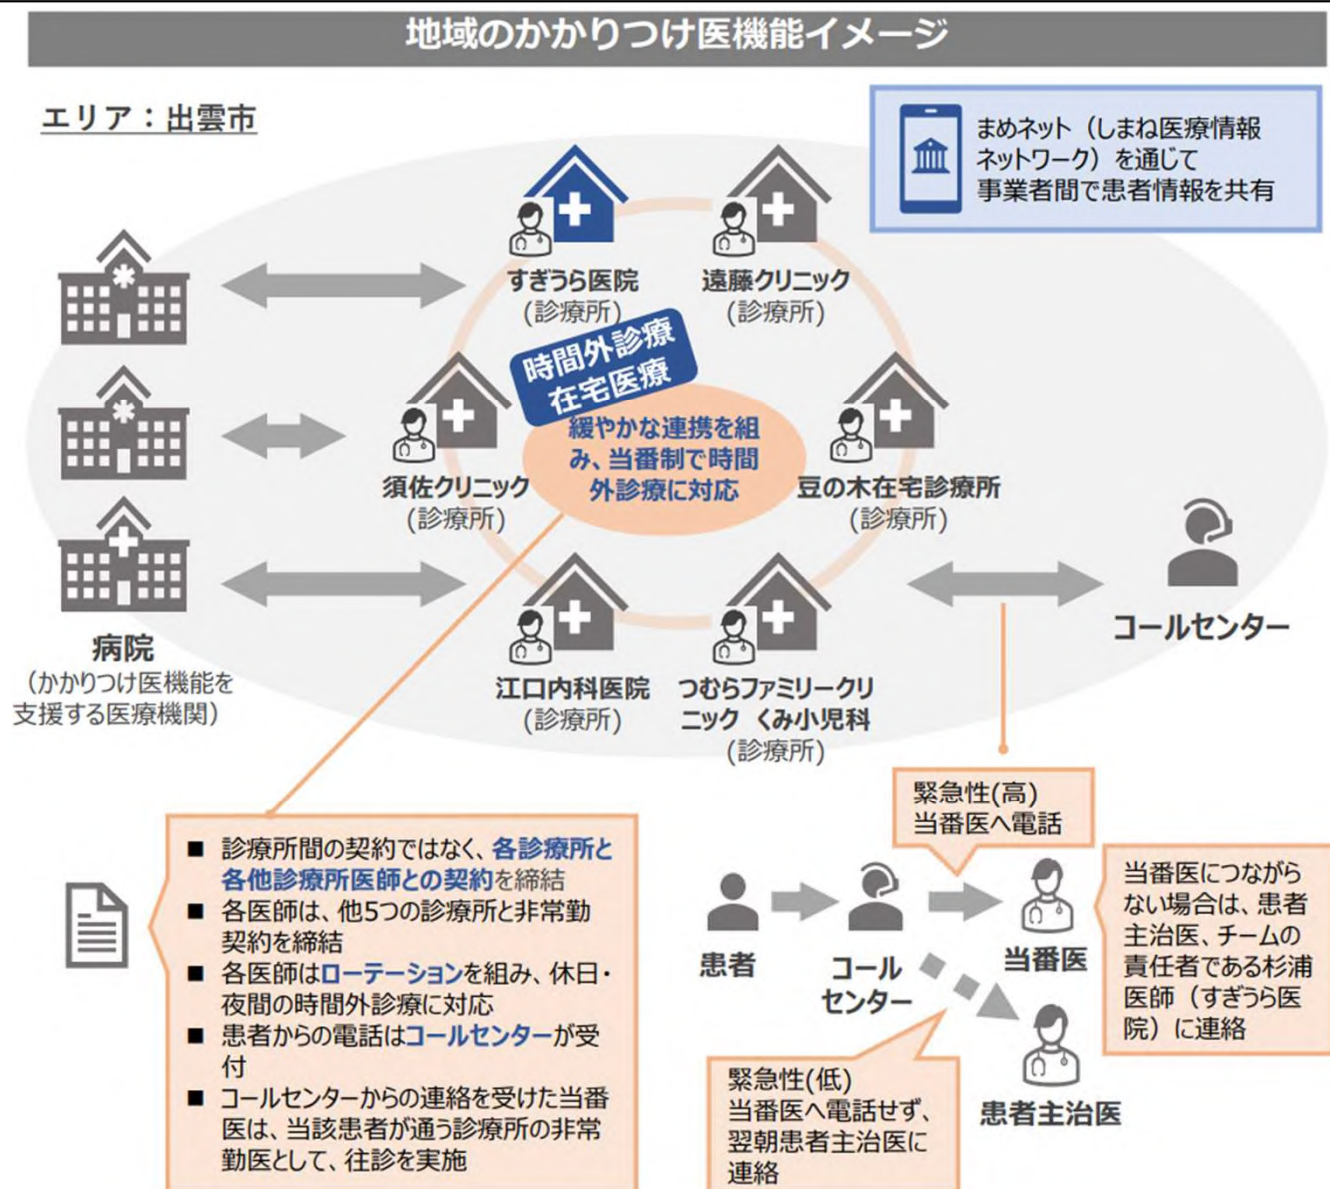 地域のかかりつけ医機能イメージ
エリア：出雲市
まめネット（しまね医療情報
ネットワーク）を通じて
事業者間で患者情報を共有
すぎうら医院
(診療所)
遠藤クリニック
(診療所)
時間外診療
在宅医療
緩やかな連携を組
み、当番制で時間
外診療に対応
須佐クリニック
(診療所)
豆の木在宅診療所
(診療所)
江口内科医院
(診療所)
つむらファミリークリ
ニック くみ小児科
(診療所)
病院
（かかりつけ医機能を
支援する医療機関）
コールセンター
■ 診療所間の契約ではなく、各診療所と
各他診療所医師との契約を締結
■ 各医師は、他5つの診療所と非常勤
契約を締結
■ 各医師はローテーションを組み、休日・
夜間の時間外診療に対応
■ 患者からの電話はコールセンターが受
付
■ コールセンターからの連絡を受けた当番
医は、当該患者が通う診療所の非常
勤医として、往診を実施
緊急性(高)
当番医へ電話
患者
コール
センター
当番医
当番医につながら
ない場合は、患者
主治医、チームの
責任者である杉浦
医師（すぎうら医
院）に連絡
緊急性(低)
当番医へ電話せず、
翌朝患者主治医に
連絡
患者主治医